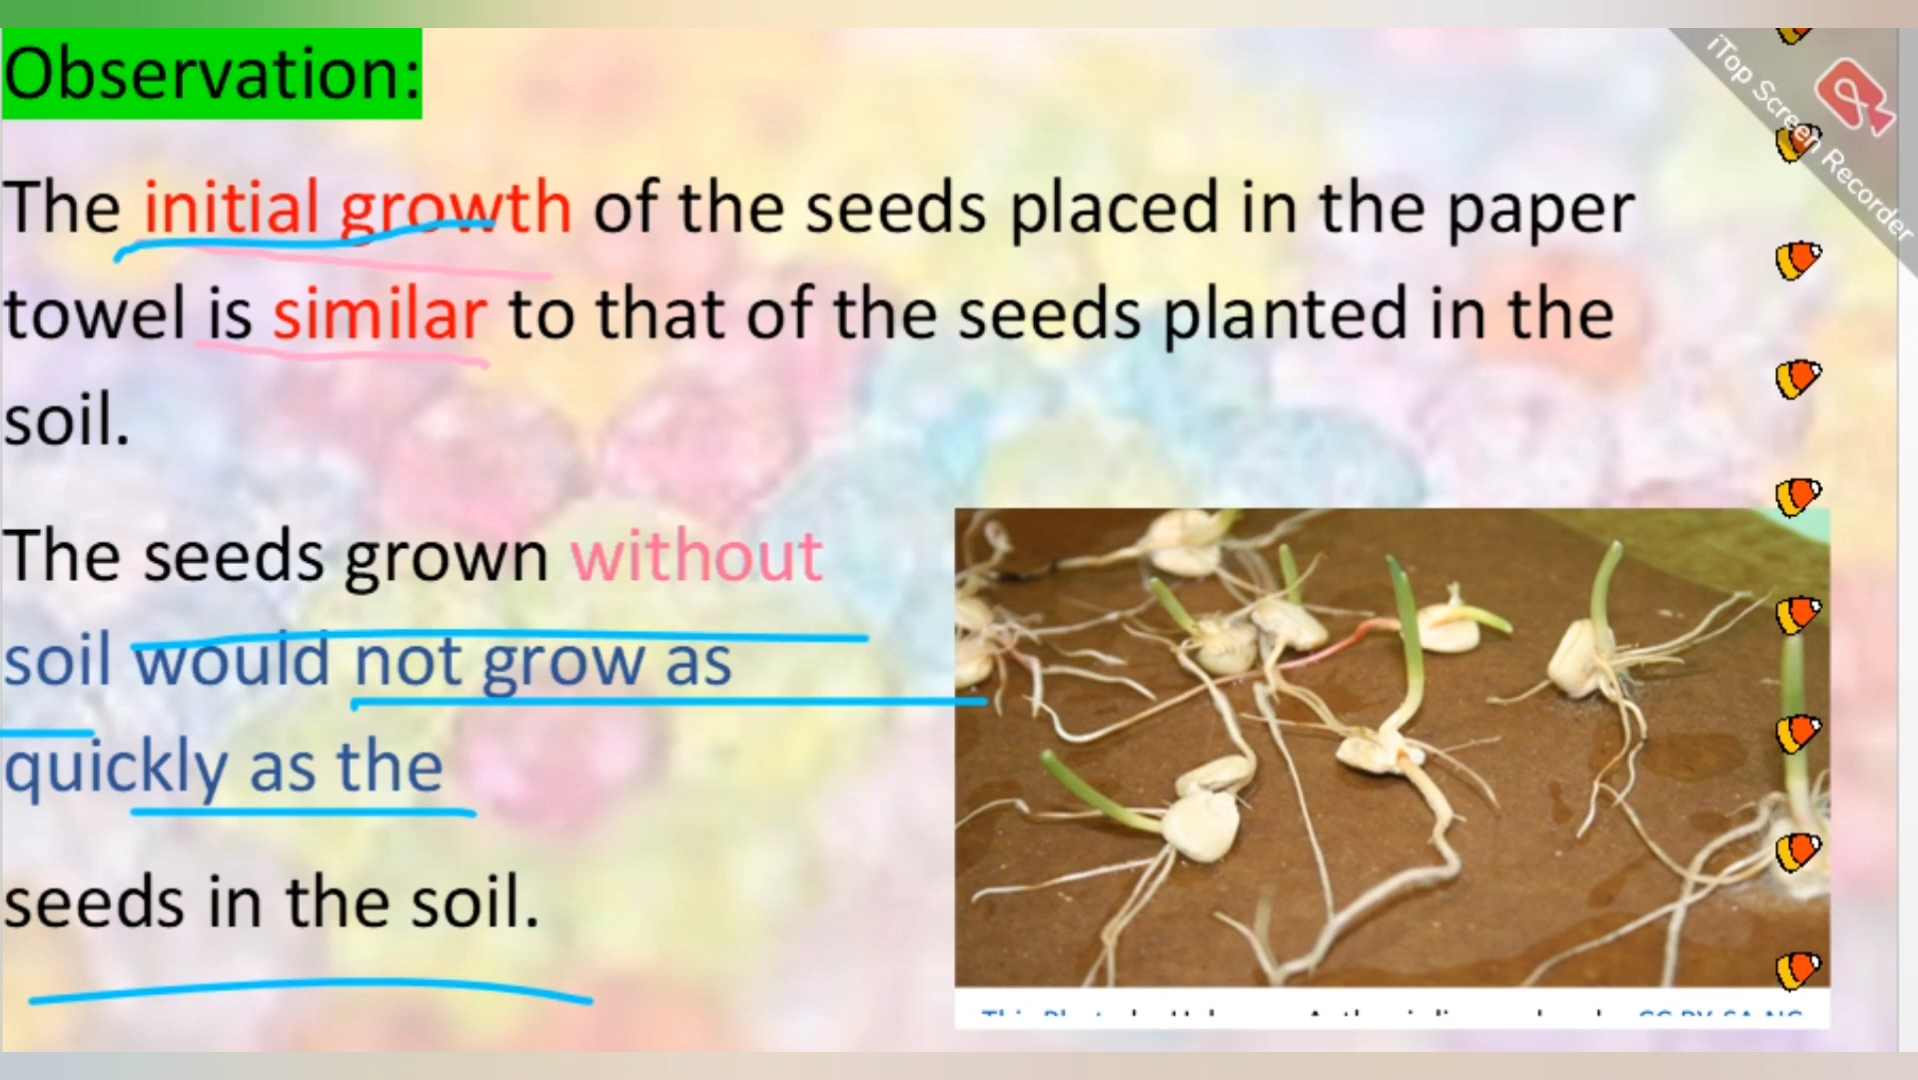 Observation:
iTop Screen Recorder
The initial growth of the seeds placed in the paper
towel is similar to that of the seeds planted in the
soil.
The seeds grown without
soil would not grow as
quickly as the
seeds in the soil.